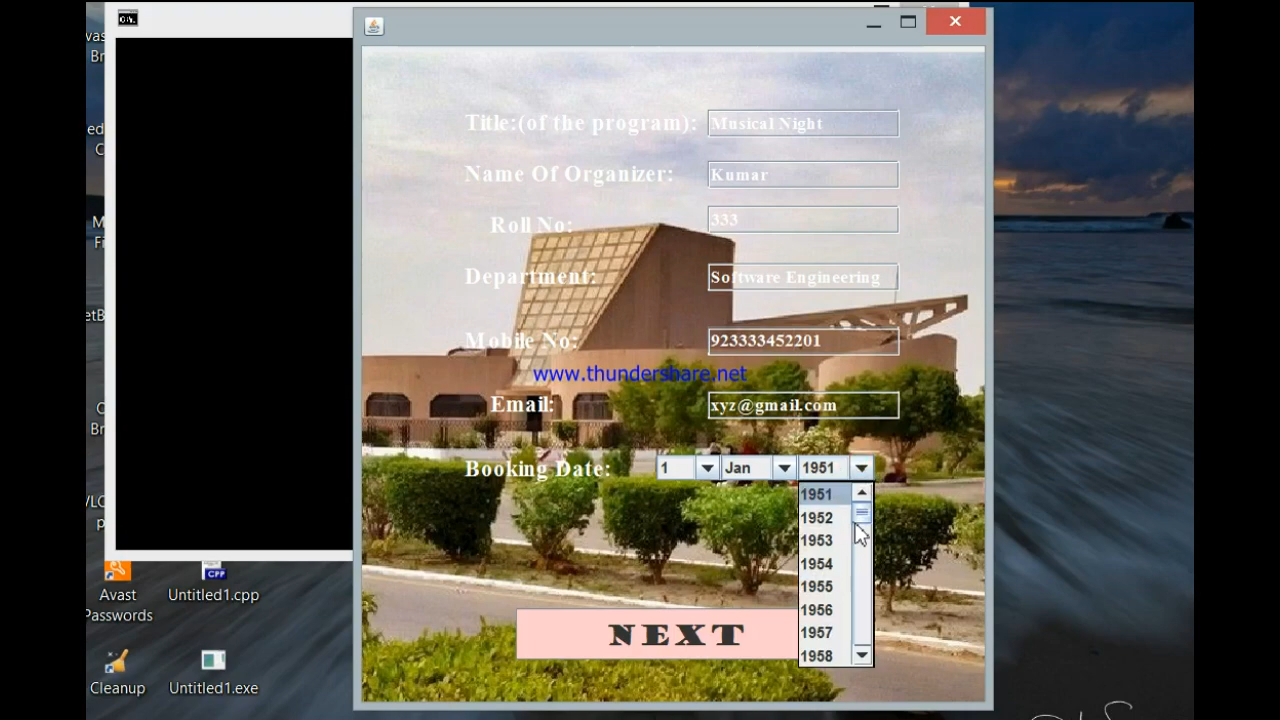 C:\.
Title:(of the program): Musical Night
Name Of Organizer: Kumar
Roll No: 333
Department: Software Engineering
Mobile No: 923333452201
www.thundershare.net
Email: xyz@gmail.com
Booking Date: 1 Jan 1951
1951
1952
1953
1954
1955
1956
1957
1958
NEXT
Avast
Passwords
Untitled1.cpp
CPP
Cleanup
Untitled1.exe